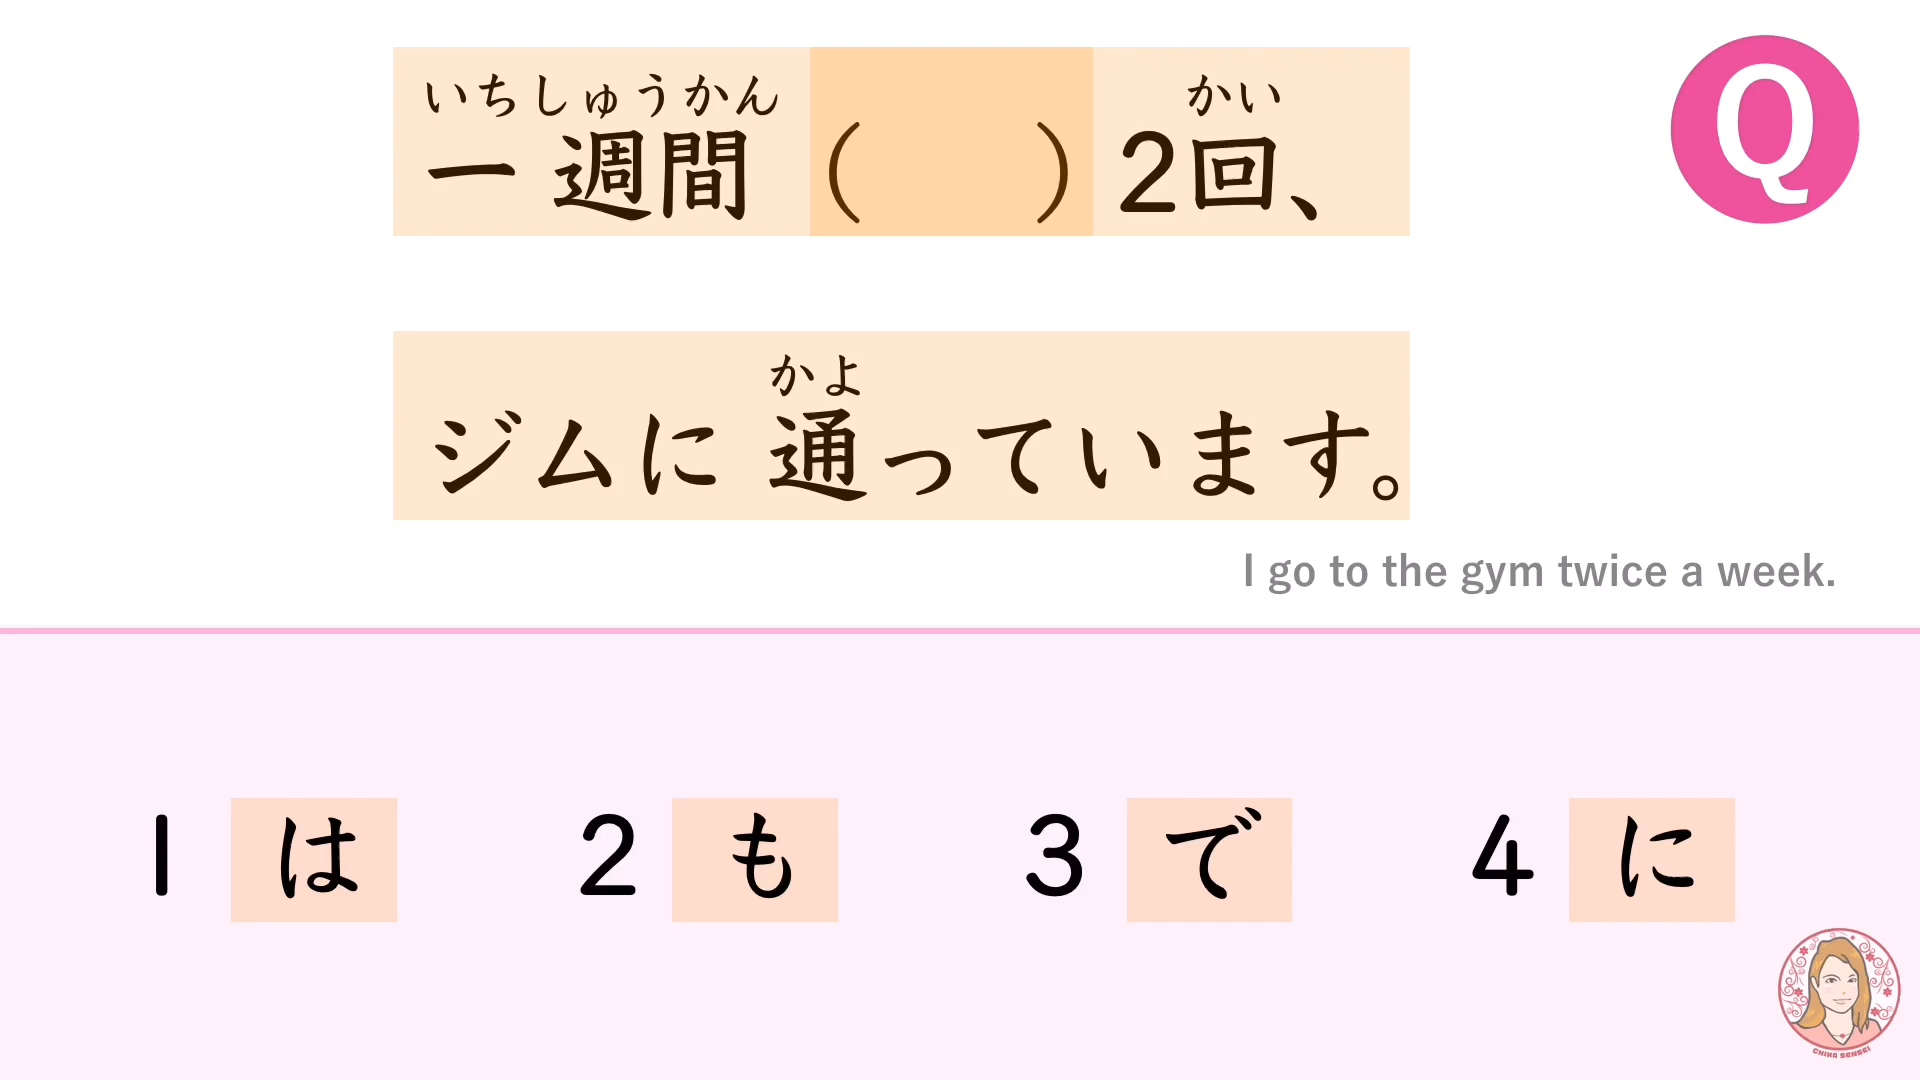 Q
いちしゅうかん かい
一週間 ( ) 2回、
かよ
ジムに 通っています。
I go to the gym twice a week.
1 は 2 も 3 で 4 に
CHIKA SENSEI